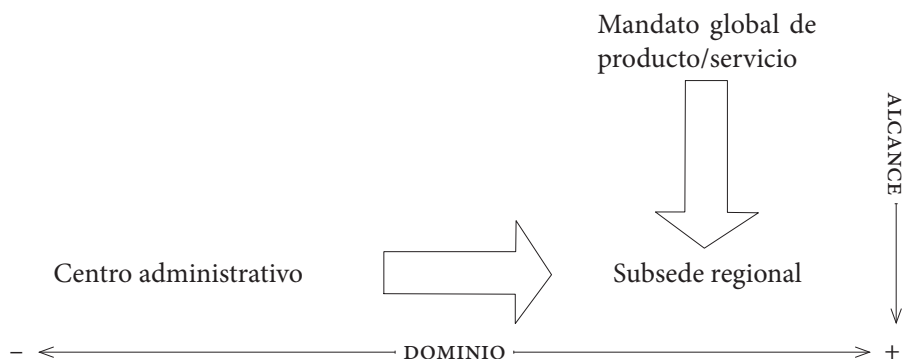 Mandato global de
producto/servicio
ALCANCE
Centro administrativo
Subsede regional
– DOMINIO +